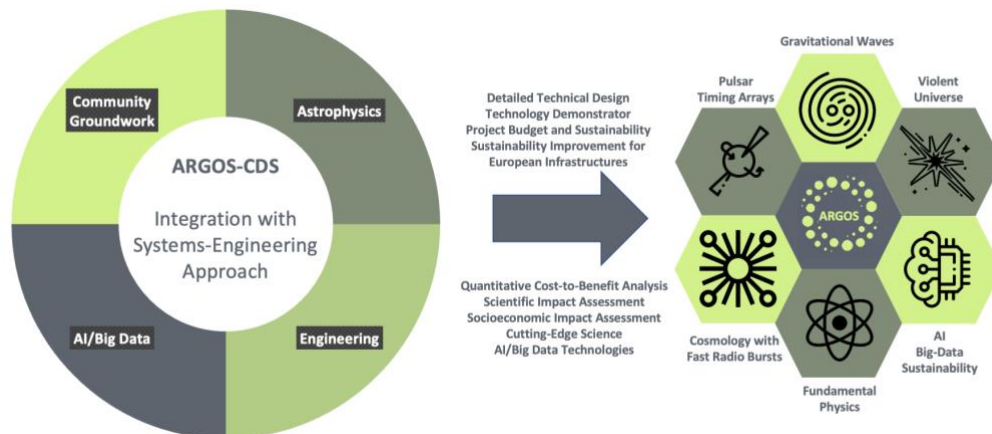 Community
Groundwork
Astrophysics
ARGOS-CDS
Integration with
Systems-Engineering
Approach
AI/Big Data
Engineering
Detailed Technical Design
Technology Demonstrator
Project Budget and Sustainability
Sustainability Improvement for
European Infrastructures
Quantitative Cost-to-Benefit Analysis
Scientific Impact Assessment
Socioeconomic Impact Assessment
Cutting-Edge Science
AI/Big Data Technologies
Gravitational Waves
Pulsar
Timing Arrays
Violent
Universe
ARGOS
Cosmology with
Fast Radio Bursts
AI
Big-Data
Sustainability
Fundamental
Physics